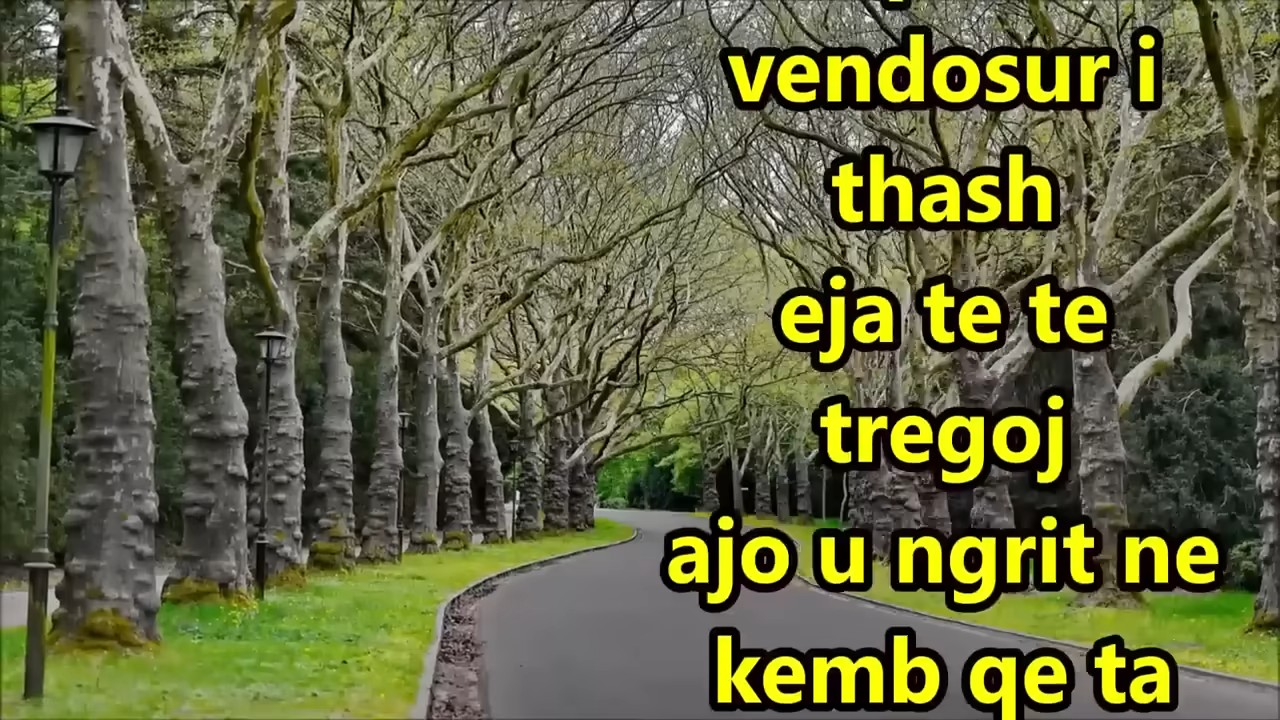 vendosur i
thash
eja te te
tregoj
ajo u ngrit ne
kemb qe ta